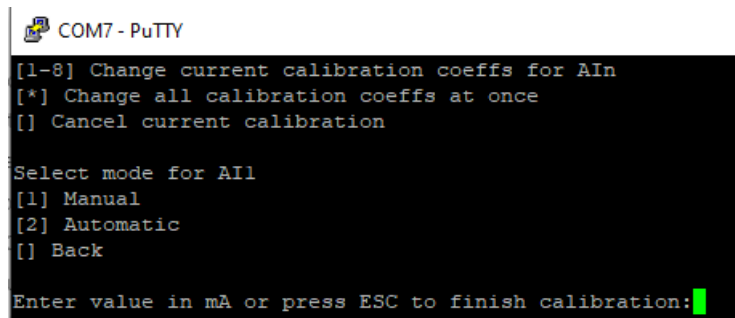 COM7 - PuTTY
[1-8] Change current calibration coeffs for AIn
[*] Change all calibration coeffs at once
[] Cancel current calibration
Select mode for AI1
[1] Manual
[2] Automatic
[] Back
Enter value in mA or press ESC to finish calibration: